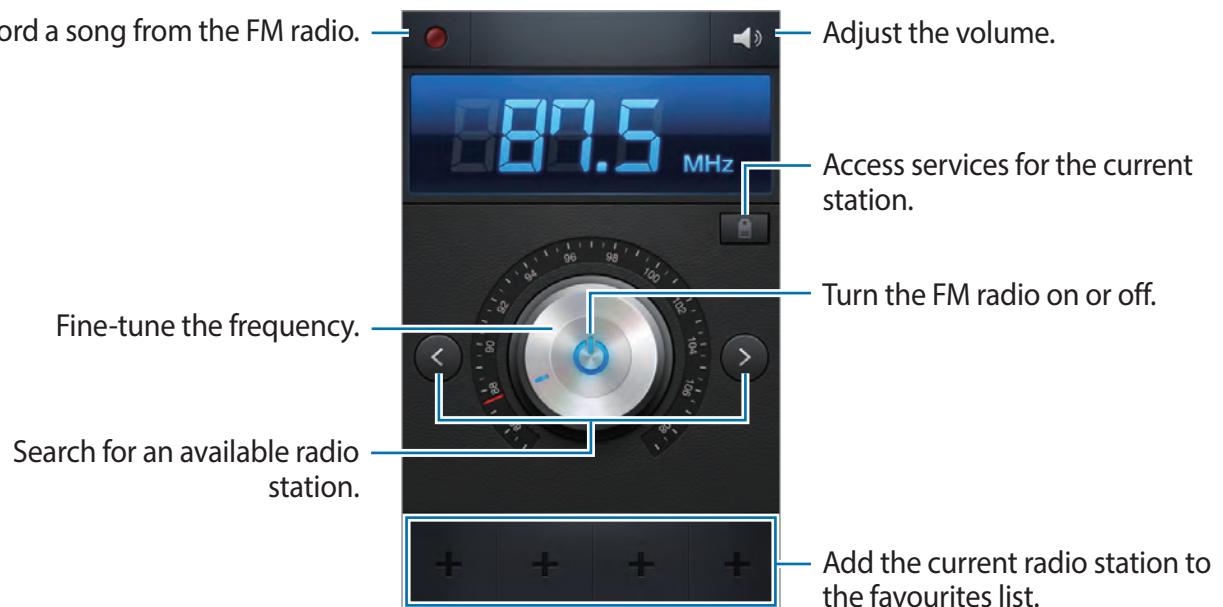 ord a song from the FM radio.
Adjust the volume.
87.5 MHz
Access services for the current
station.
94 96 98 100
92 102
Turn the FM radio on or off.
Fine-tune the frequency.
90 104
88 106
108
Search for an available radio
station.
+ + + +
Add the current radio station to
the favourites list.